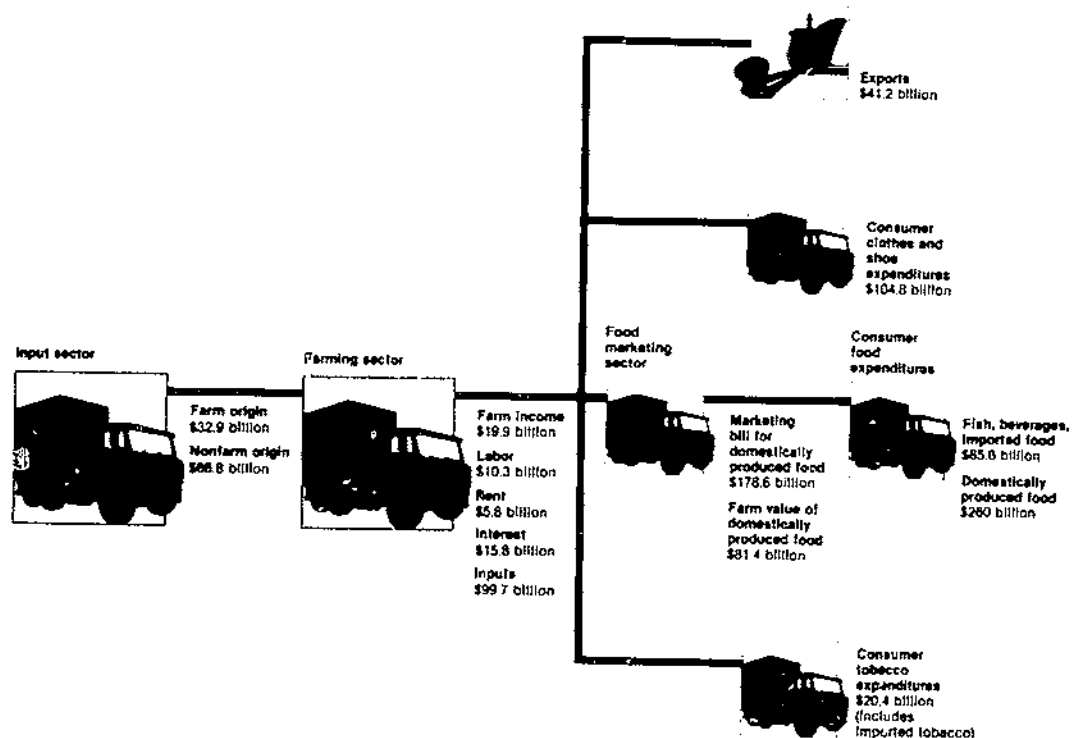 Exports
$41.2 billion
Consumer
clothes and
shoe
expenditures
$104.8 billion
Input sector
Farm origin
$32.9 billion
Nonfarm origin
$66.8 billion
Farming sector
Farm income
$19.9 billion
Labor
$10.3 billion
Rent
$5.8 billion
Interest
$15.8 billion
Inputs
$99.7 billion
Food
marketing
sector
Marketing
bill for
domestically
produced food
$178.6 billion
Farm value of
domestically
produced food
$81.4 billion
Consumer
food
expenditures
Fish, beverages,
imported food
billion
Domestically
produced food
$260 billion
Consumer
tobacco
expenditures
$20.4 billion
(includes
imported tobacco)